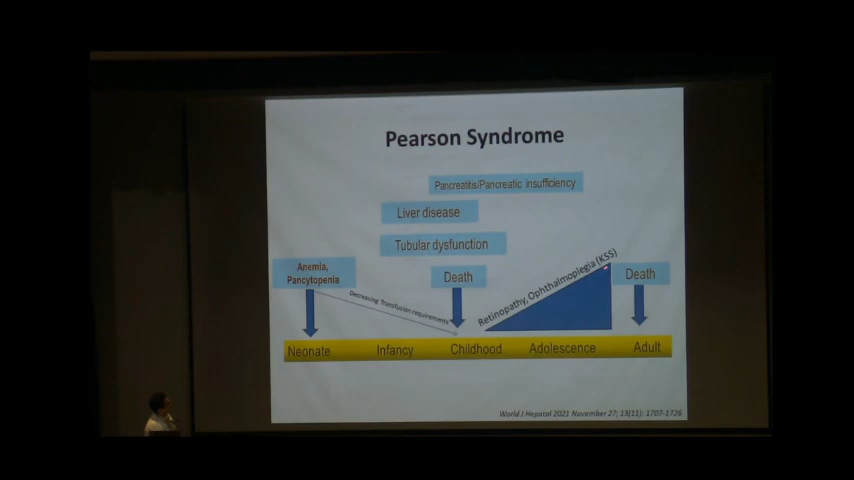 Pearson Syndrome
Pancreatitis/Pancreatic insufficiency
Liver disease
Tubular dysfunction
Anemia,
Pancytopenia
Death
Retinopathy, Ophthalmoplegia (KSS)
Death
Decreasing Transfusion requirements
Neonate
Infancy
Childhood
Adolescence
Adult
World J Hepatol 2021 November 27; 13(11): 1707-1726